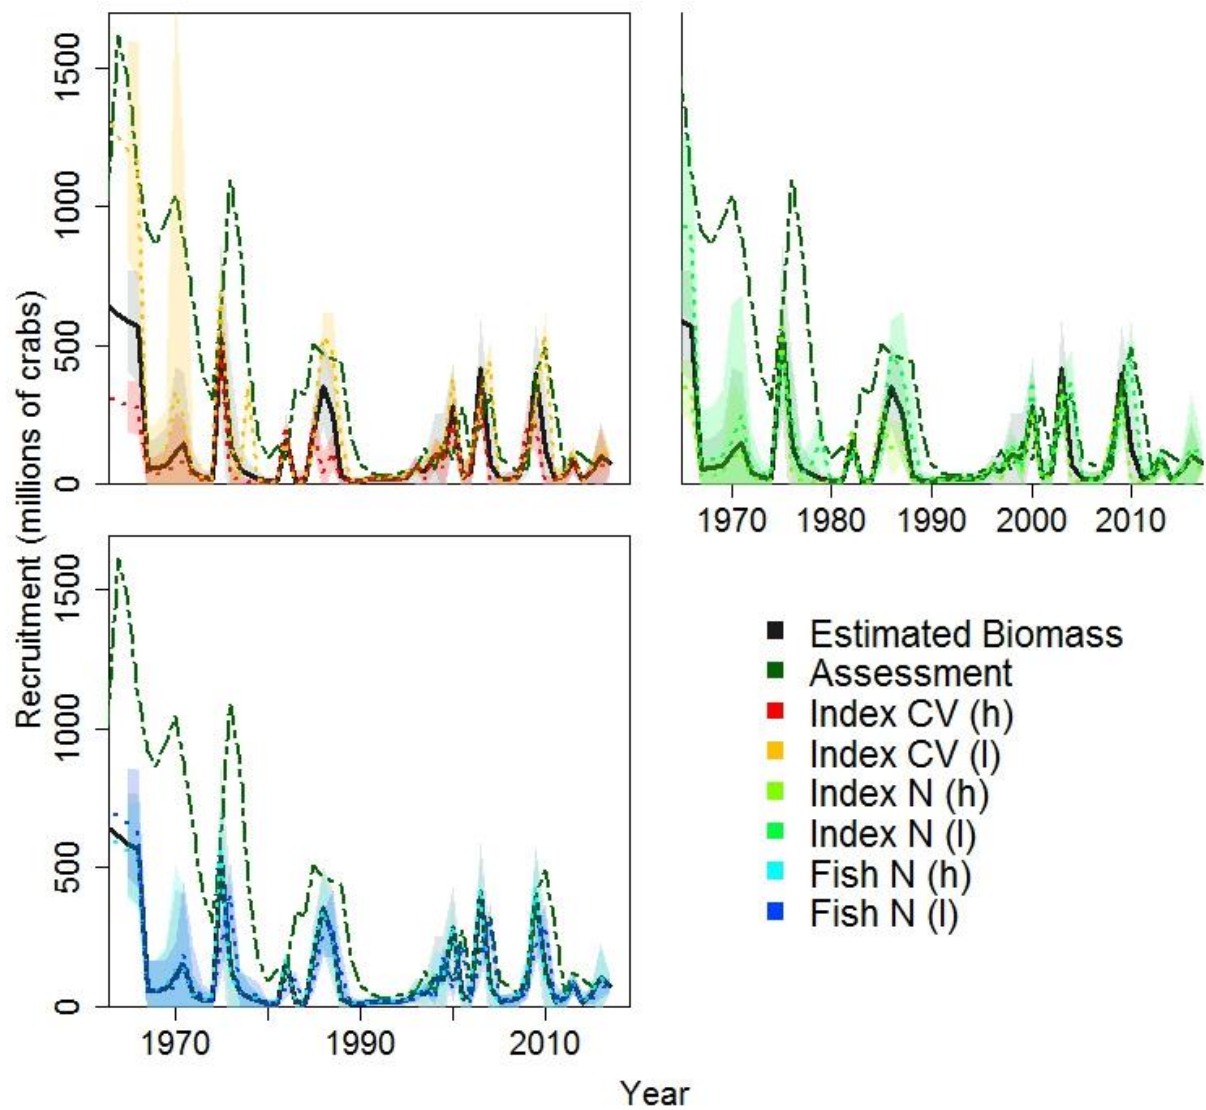 1500
1000
500
0
1970 1980 1990 2000 2010
Recruitment (millions of crabs)
1500
1000
500
0
1970 1990 2010
Year
Estimated Biomass
Assessment
Index CV (h)
Index CV (l)
Index N (h)
Index N (l)
Fish N (h)
Fish N (l)